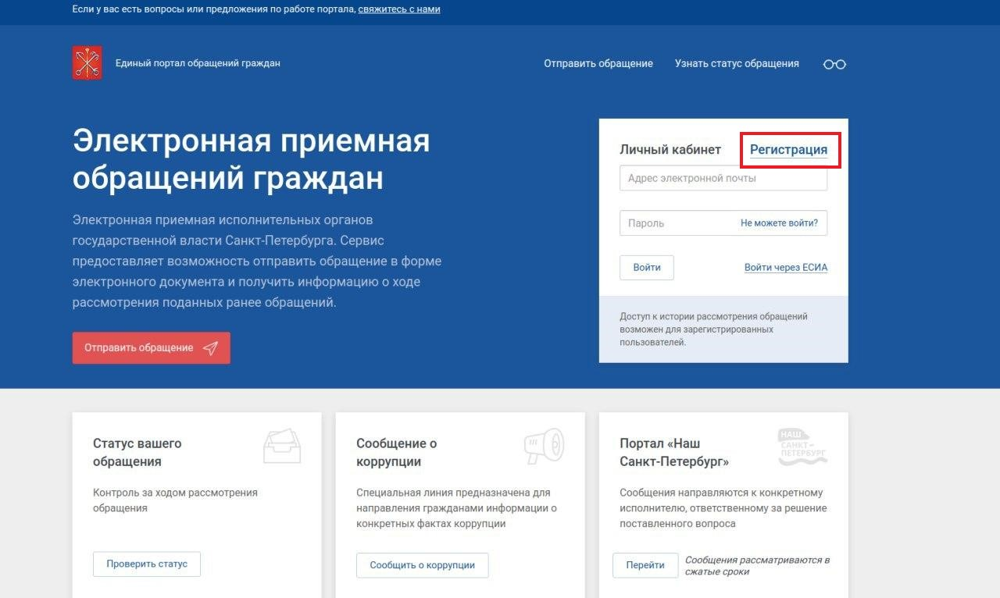 Если у вас есть вопросы или предложения по работе портала, свяжитесь с нами
Единый портал обращений граждан
Отправить обращение
Узнать статус обращения
Электронная приемная
обращений граждан
Электронная приемная исполнительных органов
государственной власти Санкт-Петербурга. Сервис
предоставляет возможность отправить обращение в форме
электронного документа и получить информацию о ходе
рассмотрения поданных ранее обращений.
Отправить обращение
Личный кабинет
Регистрация
Адрес электронной почты
Пароль
Не можете войти?
Войти
Войти через ЕСИА
Доступ к истории рассмотрения обращений
возможен для зарегистрированных
пользователей.
Статус вашего
обращения
Контроль за ходом рассмотрения
обращения
Проверить статус
Сообщение о
коррупции
Специальная линия предназначена для
направления гражданами информации о
конкретных фактах коррупции
Сообщить о коррупции
Портал «Наш
Санкт-Петербург»
НАШ
САНКТ-
ПЕТЕРБУРГ
Сообщения направляются к конкретному
исполнителю, ответственному за решение
поставленного вопроса
Перейти
Сообщения рассматриваются в
сжатые сроки